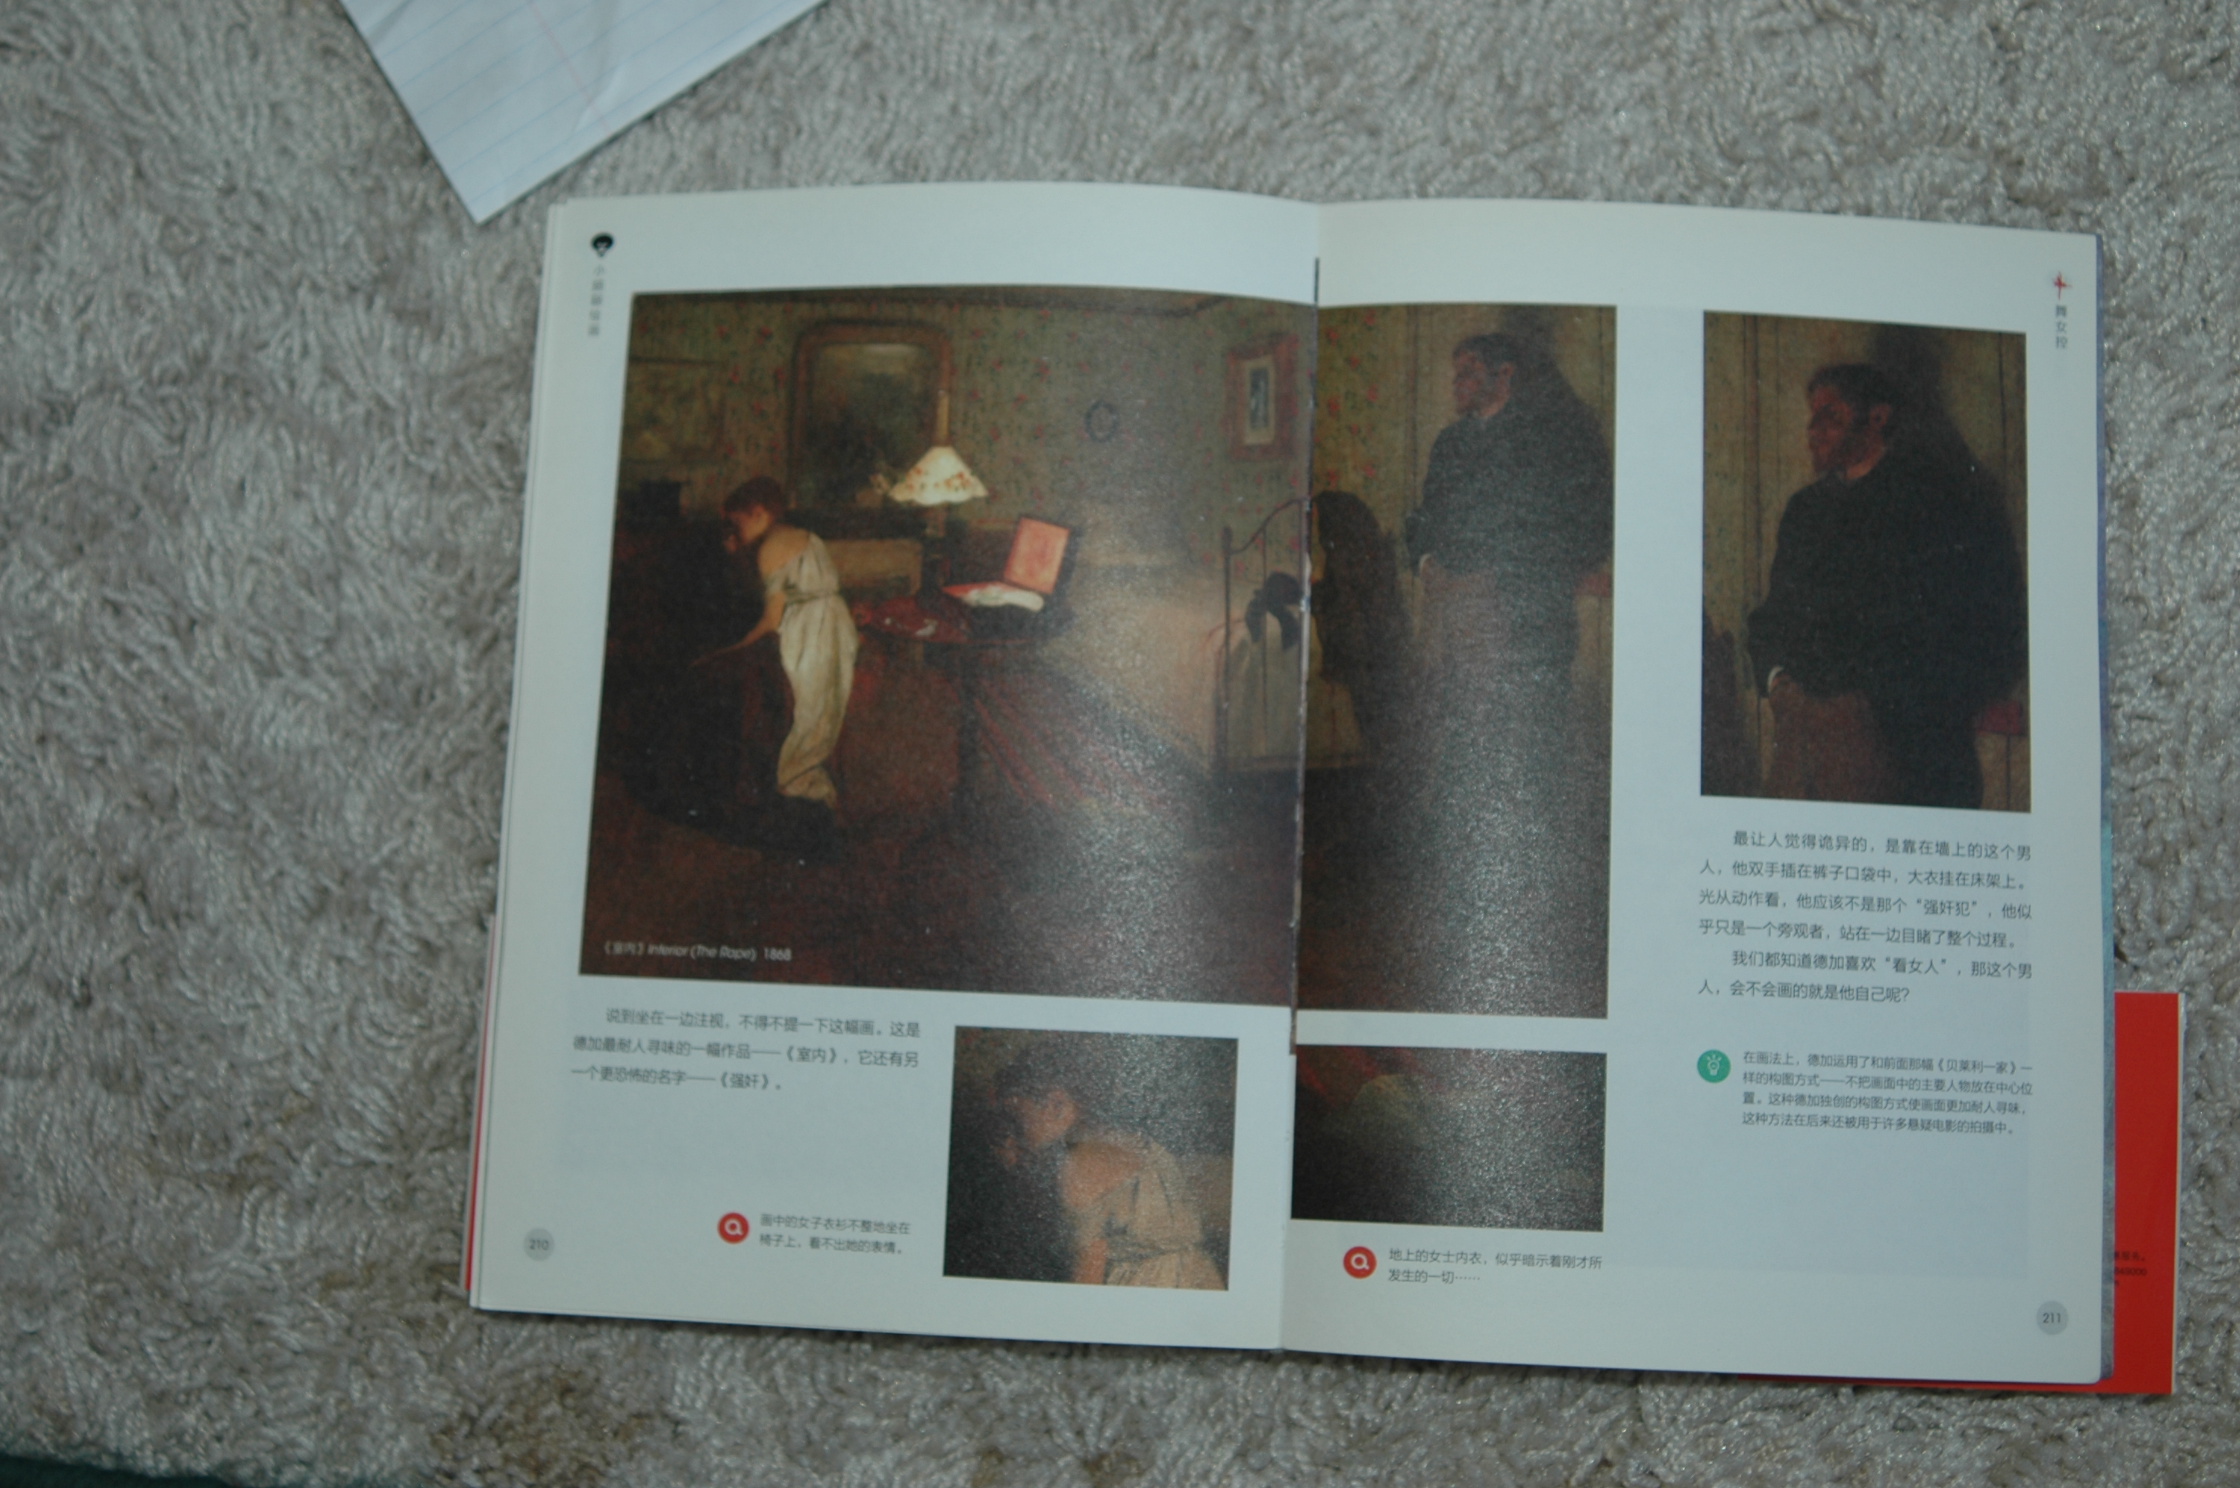 《室内》Interior (The Rape) 1868
说到坐在一边注视，不得不提一下这幅画。这是
德加最耐人寻味的一幅作品——《室内》，它还有另
一个更恐怖的名字——《强奸》。
画中的女子衣衫不整地坐在
椅子上，看不出她的表情。
210
舞女控
最让人觉得诡异的，是靠在墙上的这个男
人，他双手插在裤子口袋中，大衣挂在床架上。
光从动作看，他应该不是那个“强奸犯”，他似
乎只是一个旁观者，站在一边目睹了整个过程。
我们都知道德加喜欢“看女人”，那这个男
人，会不会画的就是他自己呢？
在画法上，德加运用了和前面那幅《贝莱利一家》一
样的构图方式——不把画面中的主要人物放在中心位
置。这种德加独创的构图方式使画面更加耐人寻味，
这种方法在后来还被用于许多悬疑电影的拍摄中。
地上的女士内衣，似乎暗示着刚才所
发生的一切……
211